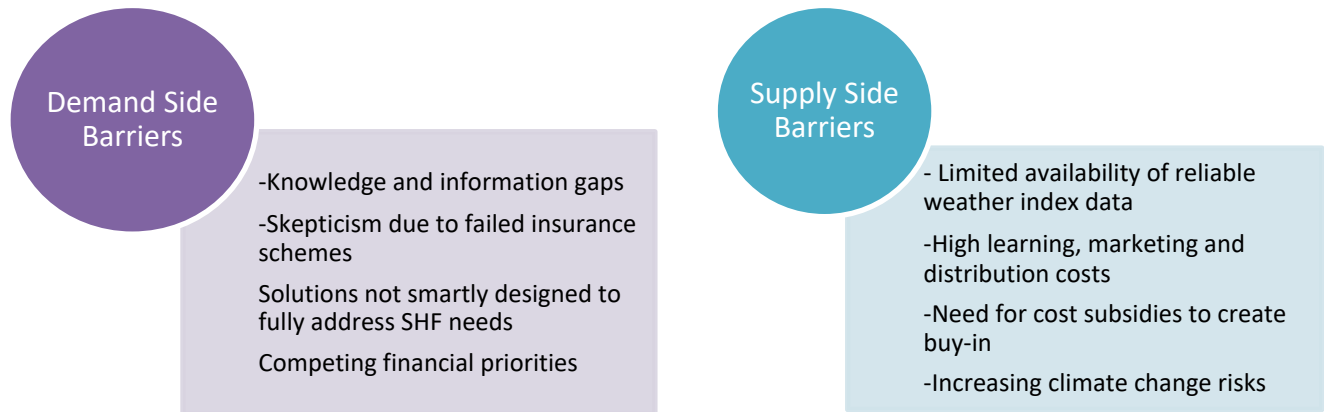 Demand Side
Barriers
-Knowledge and information gaps
-Skepticism due to failed insurance
schemes
Solutions not smartly designed to
fully address SHF needs
Competing financial priorities
Supply Side
Barriers
- Limited availability of reliable
weather index data
-High learning, marketing and
distribution costs
-Need for cost subsidies to create
buy-in
-Increasing climate change risks